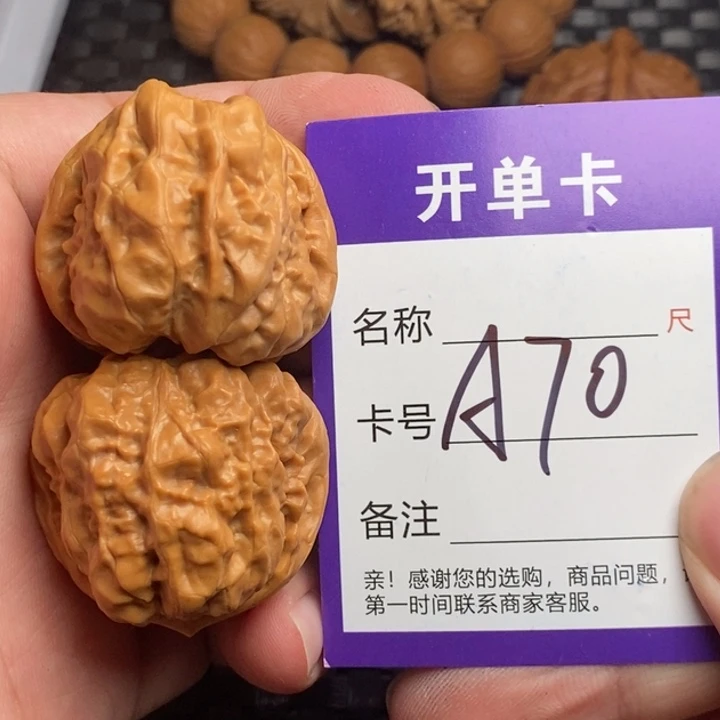 开单卡
名称 尺
卡号 A70
备注
亲！感谢您的选购，商品问题，
第一时间联系商家客服。